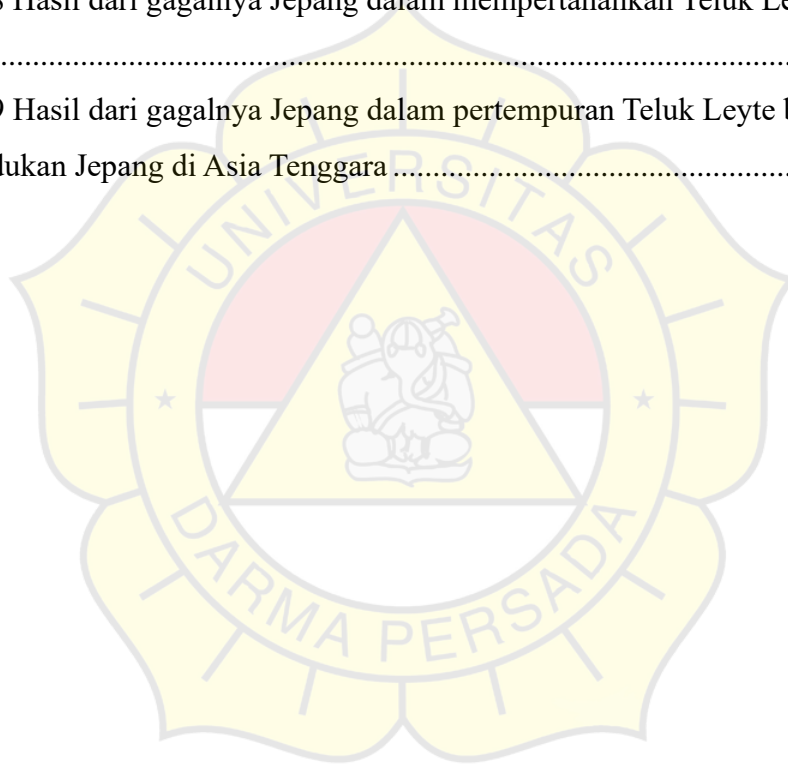 Hasil dari gagalnya Jepang dalam mempertahankan Teluk
....................................................................................................
Hasil dari gagalnya Jepang dalam pertempuran Teluk Leyte
dukan Jepang di Asia Tenggara ....................................................
UNIVERSITAS
DARMA PERSADA